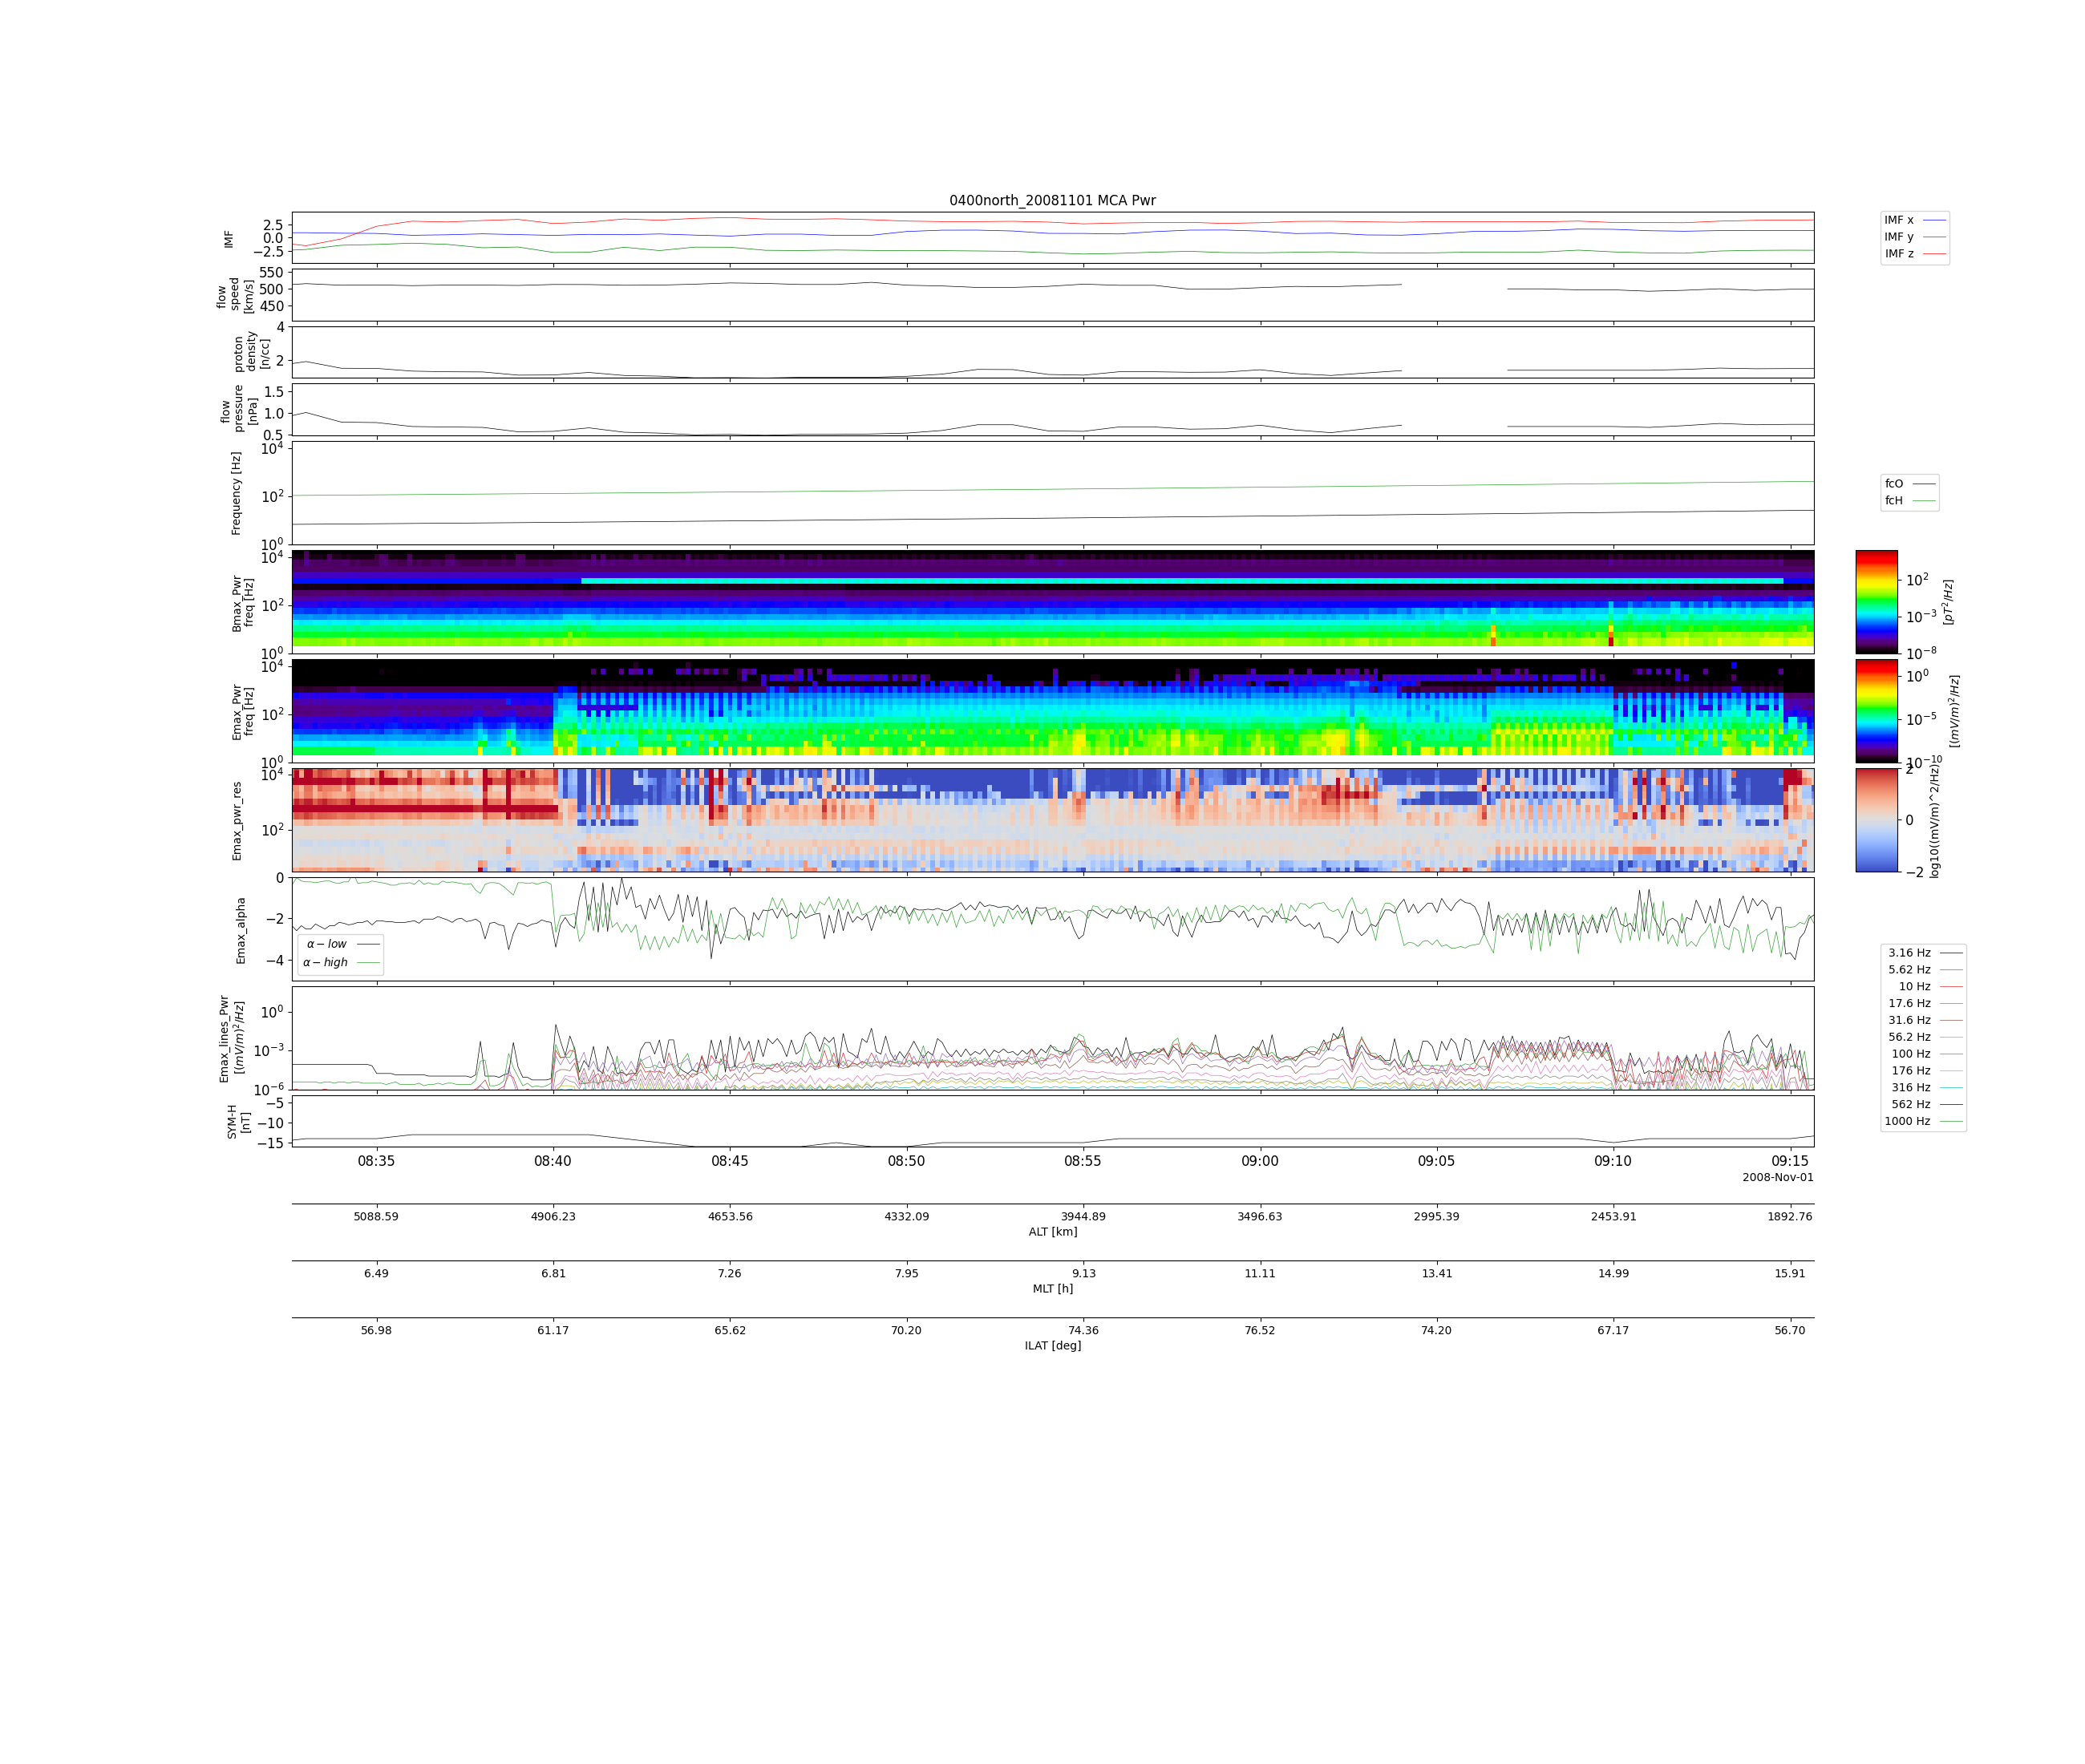 0400north_20081101 MCA Pwr
IMF
2.5
0.0
−2.5
IMF x
IMF y
IMF z
flow
speed
[km/s]
550
500
450
proton
density
[n/cc]
4
2
flow
pressure
[nPa]
1.5
1.0
0.5
Frequency [Hz]
10^4
10^2
10^0
fcO
fcH
Bmax_Pwr
freq [Hz]
10^4
10^2
10^0
10^2
10^−3
10^−8
[pT^2/Hz]
Emax_Pwr
freq [Hz]
10^4
10^2
10^0
10^0
10^−5
10^−10
[(mV/m)^2/Hz]
Emax_pwr_res
10^4
10^2
2
0
−2
log10((mV/m)^2/Hz)
Emax_alpha
0
−2
−4
α − low
α − high
Emax_lines_Pwr
[(mV/m)^2/Hz]
10^0
10^−3
10^−6
3.16 Hz
5.62 Hz
10 Hz
17.6 Hz
31.6 Hz
56.2 Hz
100 Hz
176 Hz
316 Hz
562 Hz
1000 Hz
SYM-H
[nT]
−5
−10
−15
08:35 08:40 08:45 08:50 08:55 09:00 09:05 09:10 09:15
2008-Nov-01
5088.59 4906.23 4653.56 4332.09 3944.89 3496.63 2995.39 2453.91 1892.76
ALT [km]
6.49 6.81 7.26 7.95 9.13 11.11 13.41 14.99 15.91
MLT [h]
56.98 61.17 65.62 70.20 74.36 76.52 74.20 67.17 56.70
ILAT [deg]